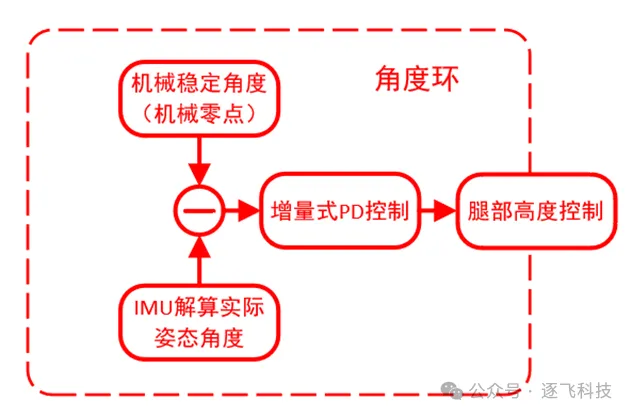 机械稳定角度
（机械零点）
角度环
增量式PD控制
腿部高度控制
IMU解算实际
姿态角度
公众号·逐飞科技